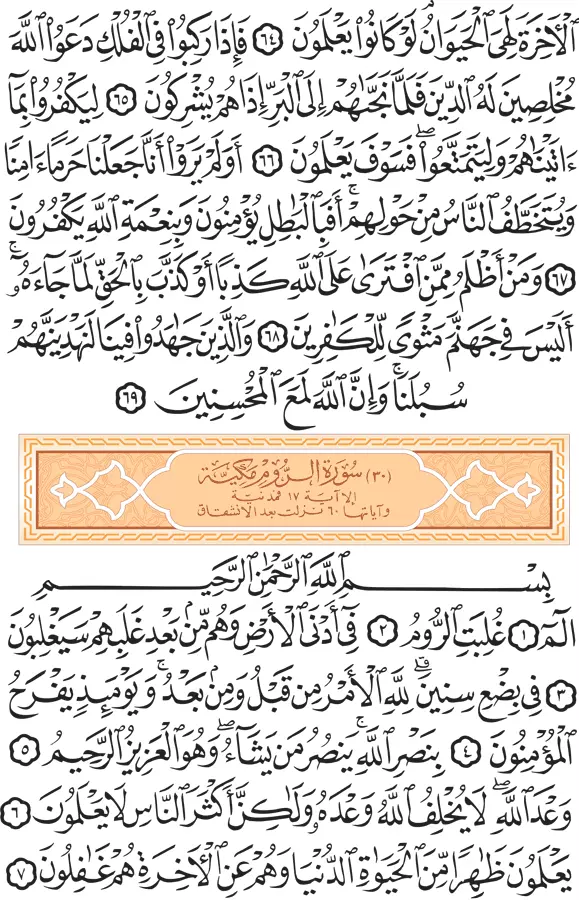 ٱلْأَخِرَةَ لَهِىَ ٱلْحَيَوَانُ لَوْ كَانُوا۟ يَعْلَمُونَ ﴿٦٤﴾ فَإِذَا رَكِبُوا۟ فِى ٱلْفُلْكِ دَعَوُا۟ ٱللَّهَ
مُخْلِصِينَ لَهُ ٱلدِّينَ فَلَمَّا نَجَّىٰهُمْ إِلَى ٱلْبَرِّ إِذَا هُمْ يُشْرِكُونَ ﴿٦٥﴾ لِيَكْفُرُوا۟ بِمَآ
ءَاتَيْنَٰهُمْ وَلِيَتَمَتَّعُوا۟ ۖ فَسَوْفَ يَعْلَمُونَ ﴿٦٦﴾ أَوَلَمْ يَرَوْا۟ أَنَّا جَعَلْنَا حَرَمًا ءَامِنًا
وَيُتَخَطَّفُ ٱلنَّاسُ مِنْ حَوْلِهِمْ ۚ أَفَبِٱلْبَٰطِلِ يُؤْمِنُونَ وَبِنِعْمَةِ ٱللَّهِ يَكْفُرُونَ
﴿٦٧﴾ وَمَنْ أَظْلَمُ مِمَّنِ ٱفْتَرَىٰ عَلَى ٱللَّهِ كَذِبًا أَوْ كَذَّبَ بِٱلْحَقِّ لَمَّا جَآءَهُۥٓ ۚ
أَلَيْسَ فِى جَهَنَّمَ مَثْوًى لِّلْكَٰفِرِينَ ﴿٦٨﴾ وَٱلَّذِينَ جَٰهَدُوا۟ فِينَا لَنَهْدِيَنَّهُمْ
سُبُلَنَا ۚ وَإِنَّ ٱللَّهَ لَمَعَ ٱلْمُحْسِنِينَ ﴿٦٩﴾
(٣٠) سُورَةُ الرُّومِ مَكِّيَّة
إلا آية ١٧ فمدنية
وآياتها ٦٠ نزلت بعد الانشقاق
بِسْمِ ٱللَّهِ ٱلرَّحْمَٰنِ ٱلرَّحِيمِ
الٓمٓ ﴿١﴾ غُلِبَتِ ٱلرُّومُ ﴿٢﴾ فِىٓ أَدْنَى ٱلْأَرْضِ وَهُم مِّنۢ بَعْدِ غَلَبِهِمْ سَيَغْلِبُونَ
﴿٣﴾ فِى بِضْعِ سِنِينَ ۗ لِلَّهِ ٱلْأَمْرُ مِن قَبْلُ وَمِنۢ بَعْدُ ۚ وَيَوْمَئِذٍ يَفْرَحُ
ٱلْمُؤْمِنُونَ ﴿٤﴾ بِنَصْرِ ٱللَّهِ ۚ يَنصُرُ مَن يَشَآءُ ۖ وَهُوَ ٱلْعَزِيزُ ٱلرَّحِيمُ ﴿٥﴾
وَعْدَ ٱللَّهِ ۖ لَا يُخْلِفُ ٱللَّهُ وَعْدَهُۥ وَلَٰكِنَّ أَكْثَرَ ٱلنَّاسِ لَا يَعْلَمُونَ ﴿٦﴾
يَعْلَمُونَ ظَٰهِرًا مِّنَ ٱلْحَيَوٰةِ ٱلدُّنْيَا وَهُمْ عَنِ ٱلْأَخِرَةِ هُمْ غَٰفِلُونَ ﴿٧﴾